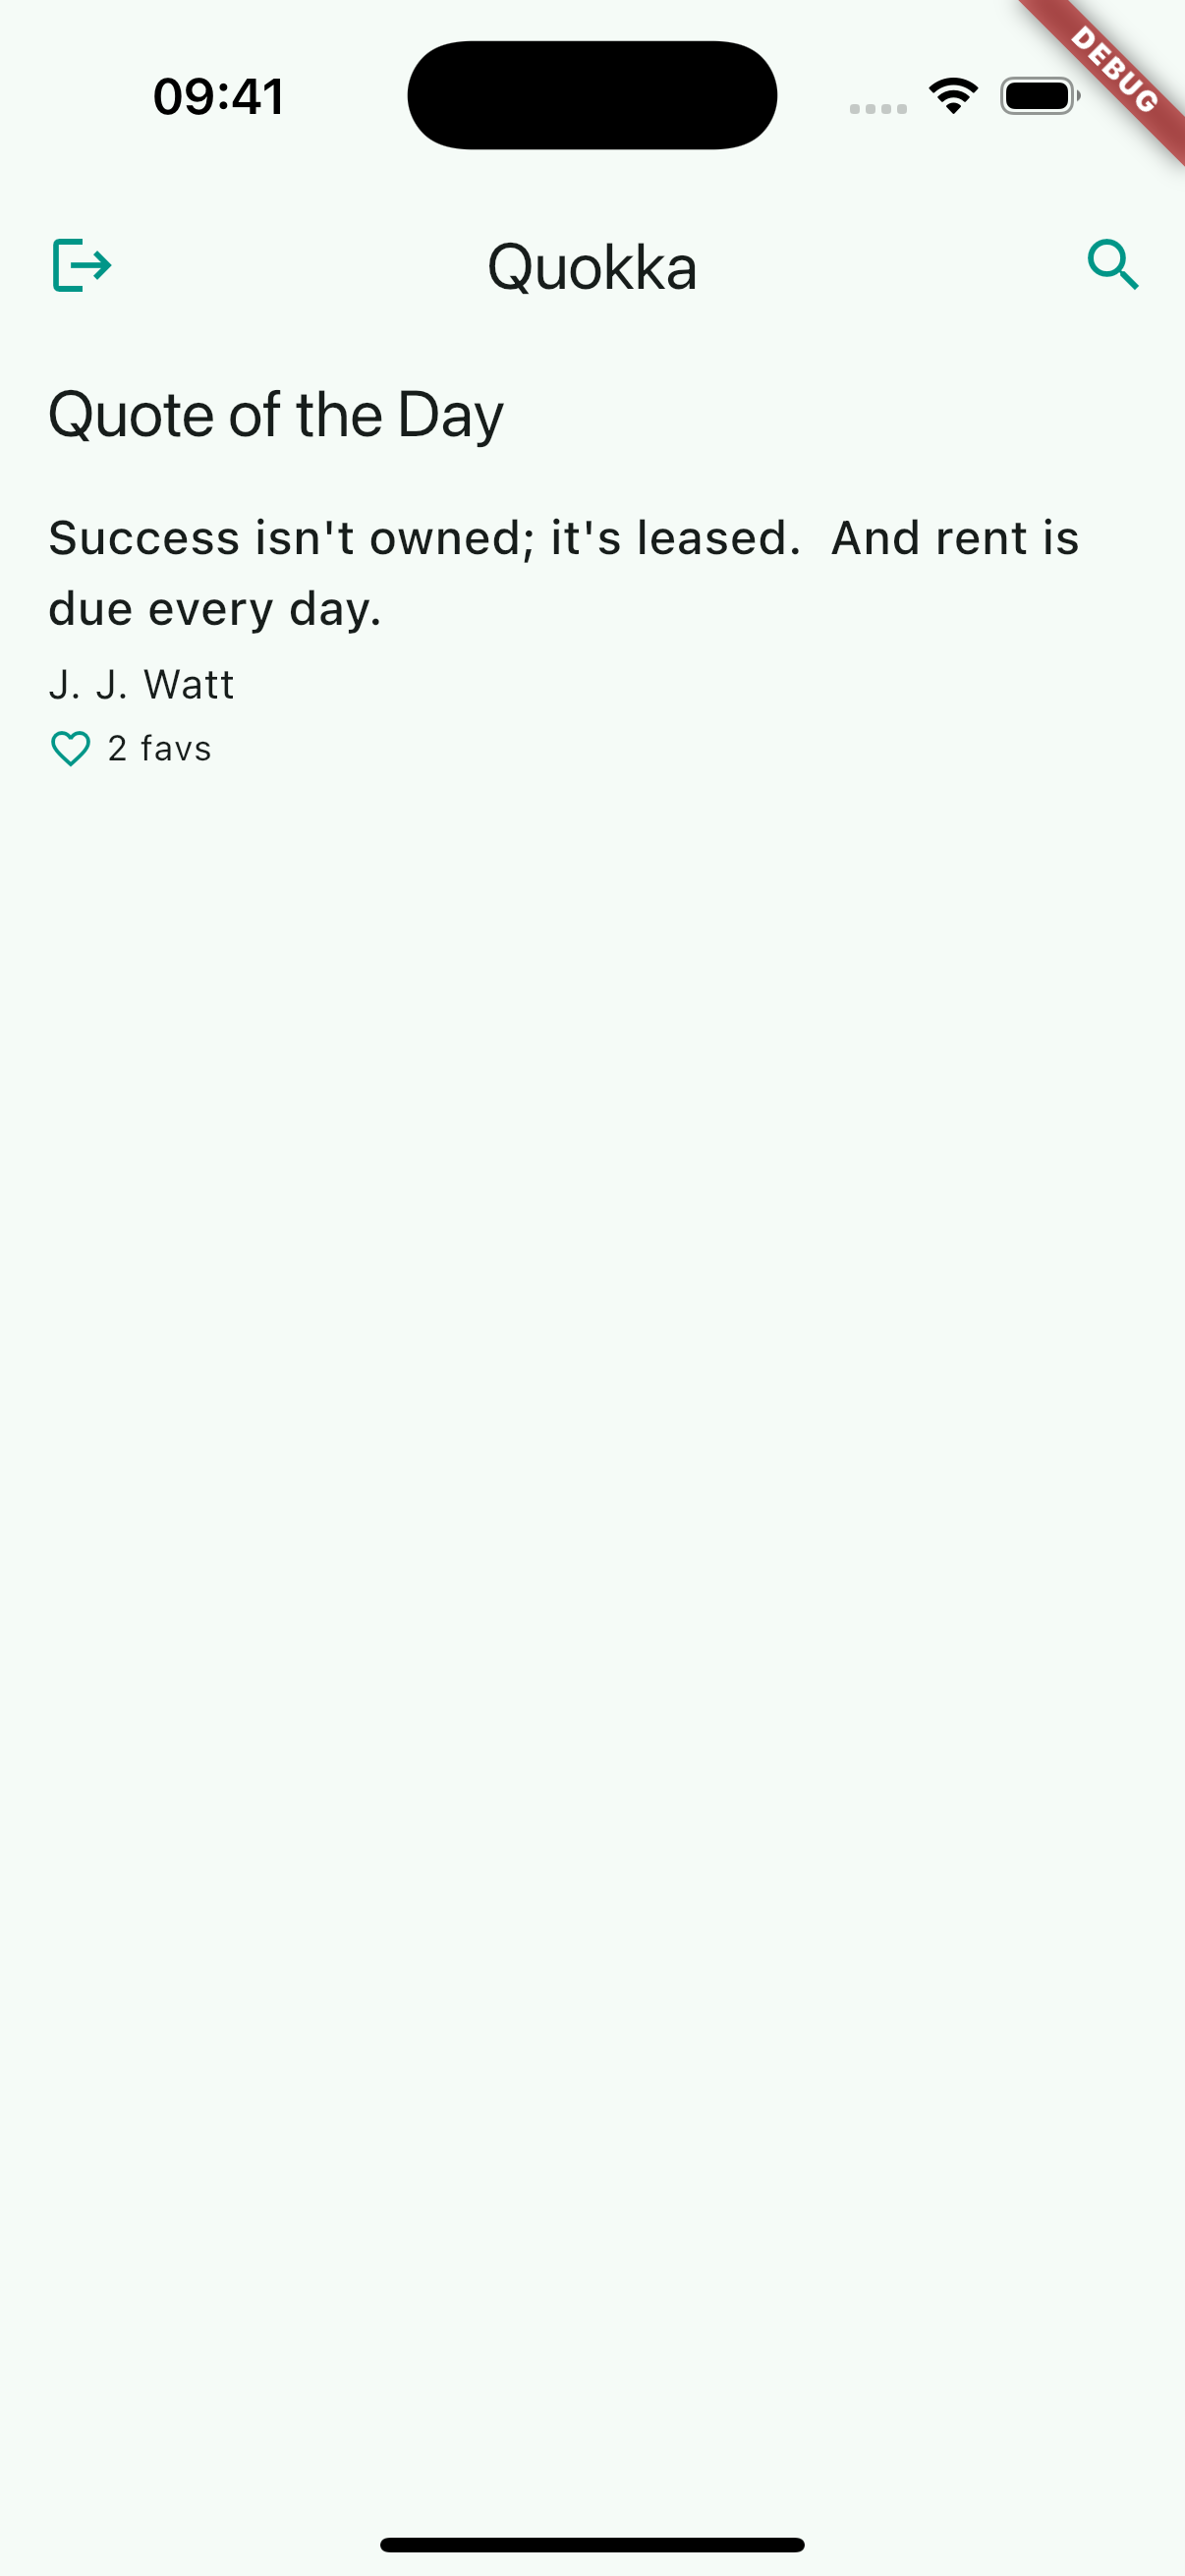 09:41
DEBUG
Quokka
Quote of the Day
Success isn't owned; it's leased.  And rent is
due every day.
J. J. Watt
2 favs